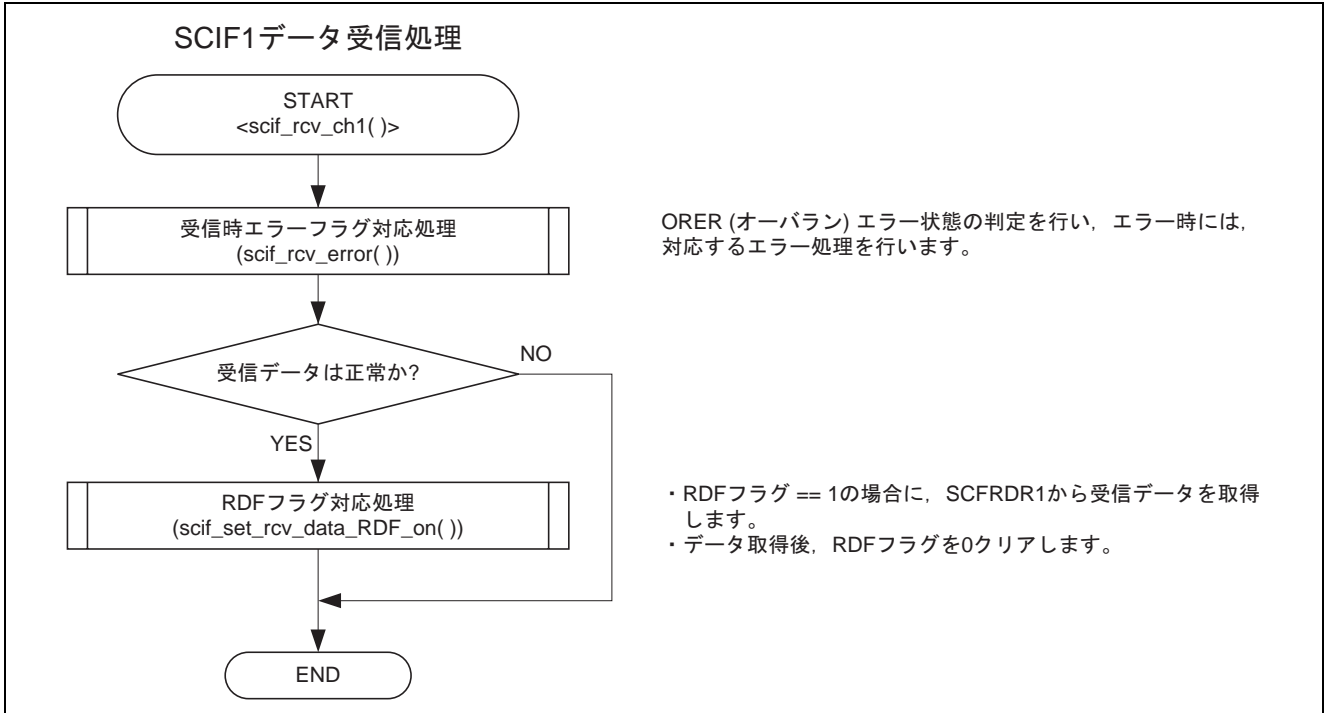 SCIF1データ受信処理
START
<scif_rcv_ch1( )>
受信時エラーフラグ対応処理
(scif_rcv_error( ))
ORER (オーバラン) エラー状態の判定を行い，エラー時には，
対応するエラー処理を行います。
受信データは正常か?
NO
YES
RDFフラグ対応処理
(scif_set_rcv_data_RDF_on( ))
・RDFフラグ == 1の場合に，SCFRDR1から受信データを取得
します。
・データ取得後，RDFフラグを0クリアします。
END